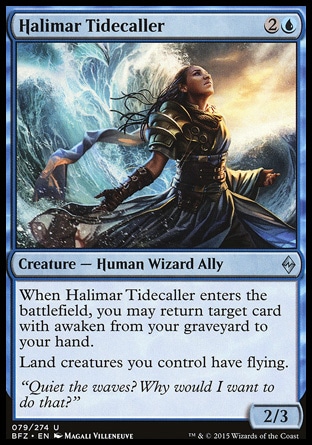 Halimar Tidecaller 2
Creature — Human Wizard Ally
When Halimar Tidecaller enters the
battlefield, you may return target card
with awaken from your graveyard to
your hand.
Land creatures you control have flying.
“Quiet the waves? Why would I want to
do that?”
2/3
079/274 U
BFZ • EN Magali Villeneuve
™ & © 2015 Wizards of the Coast